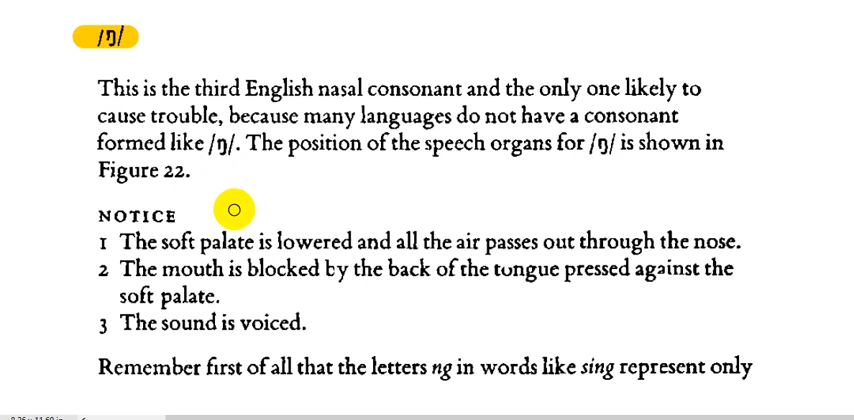 /ŋ/
This is the third English nasal consonant and the only one likely to
cause trouble, because many languages do not have a consonant
formed like /ŋ/. The position of the speech organs for /ŋ/ is shown in
Figure 22.
NOTICE
1 The soft palate is lowered and all the air passes out through the nose.
2 The mouth is blocked by the back of the tongue pressed against the
soft palate.
3 The sound is voiced.
Remember first of all that the letters ng in words like sing represent only